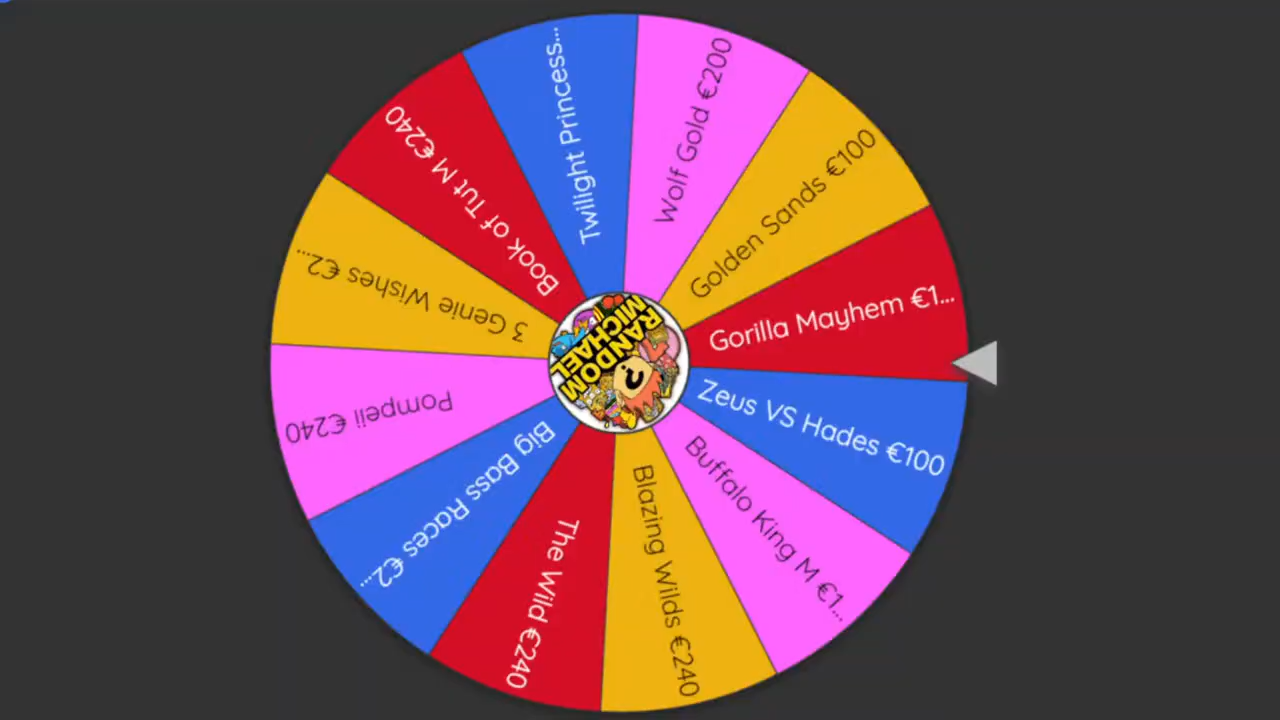 Twilight Princess...
Wolf Gold €200
Golden Sands €100
Gorilla Mayhem €1...
Zeus VS Hades €100
Buffalo King M €1...
Blazing Wilds €240
The Wild €240
Big Bass Races €2...
Pompeii €240
3 Genie Wishes €2...
Book of Tut M €240
RANDOM
MICHAEL